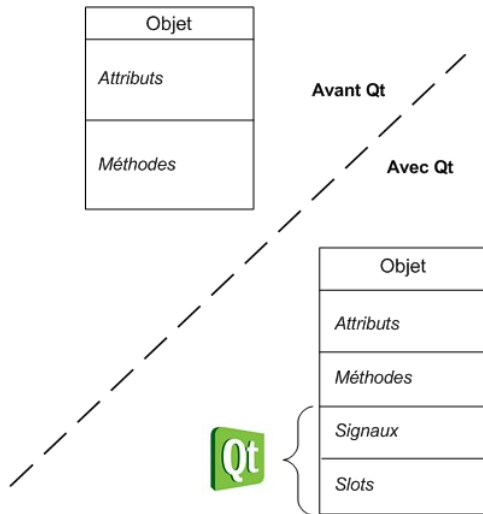 Objet
Attributs
Méthodes
Avant Qt
Avec Qt
Objet
Attributs
Méthodes
Signaux
Slots
Qt